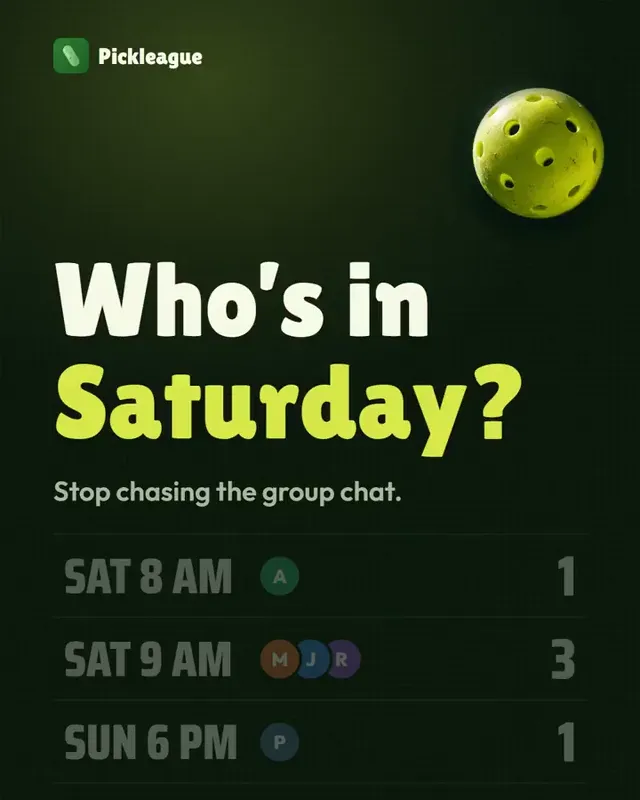 Pickleague
Who's in
Saturday?
Stop chasing the group chat.
SAT 8 AM A 1
SAT 9 AM M J R 3
SUN 6 PM P 1